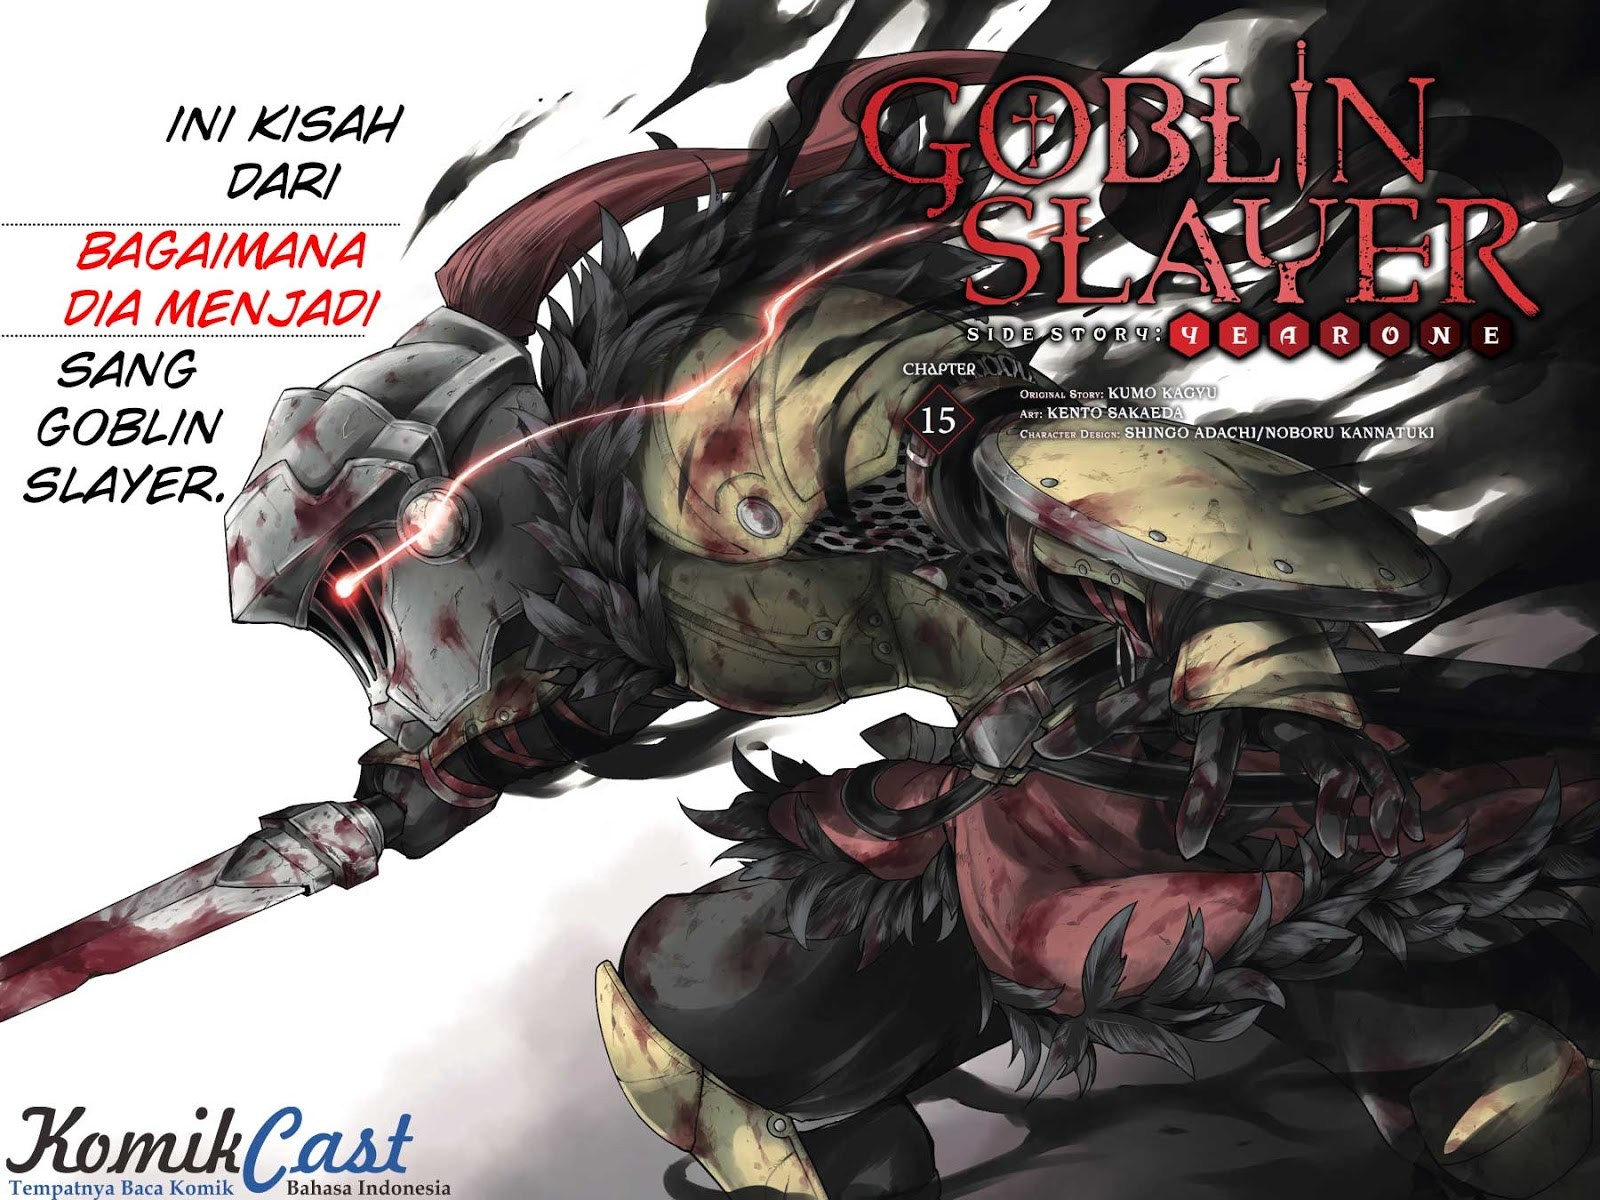 INI KISAH
DARI
BAGAIMANA
DIA MENJADI
SANG
GOBLIN
SLAYER.
GOBLIN
SLAYER
SIDE STORY: YEAR ONE
CHAPTER
15
ORIGINAL STORY: KUMO KAGYU
ART: KENTO SAKAEDA
CHARACTER DESIGN: SHINGO ADACHI/NOBORU KANNATUKI
KomikCast
Tempatnya Baca Komik Bahasa Indonesia